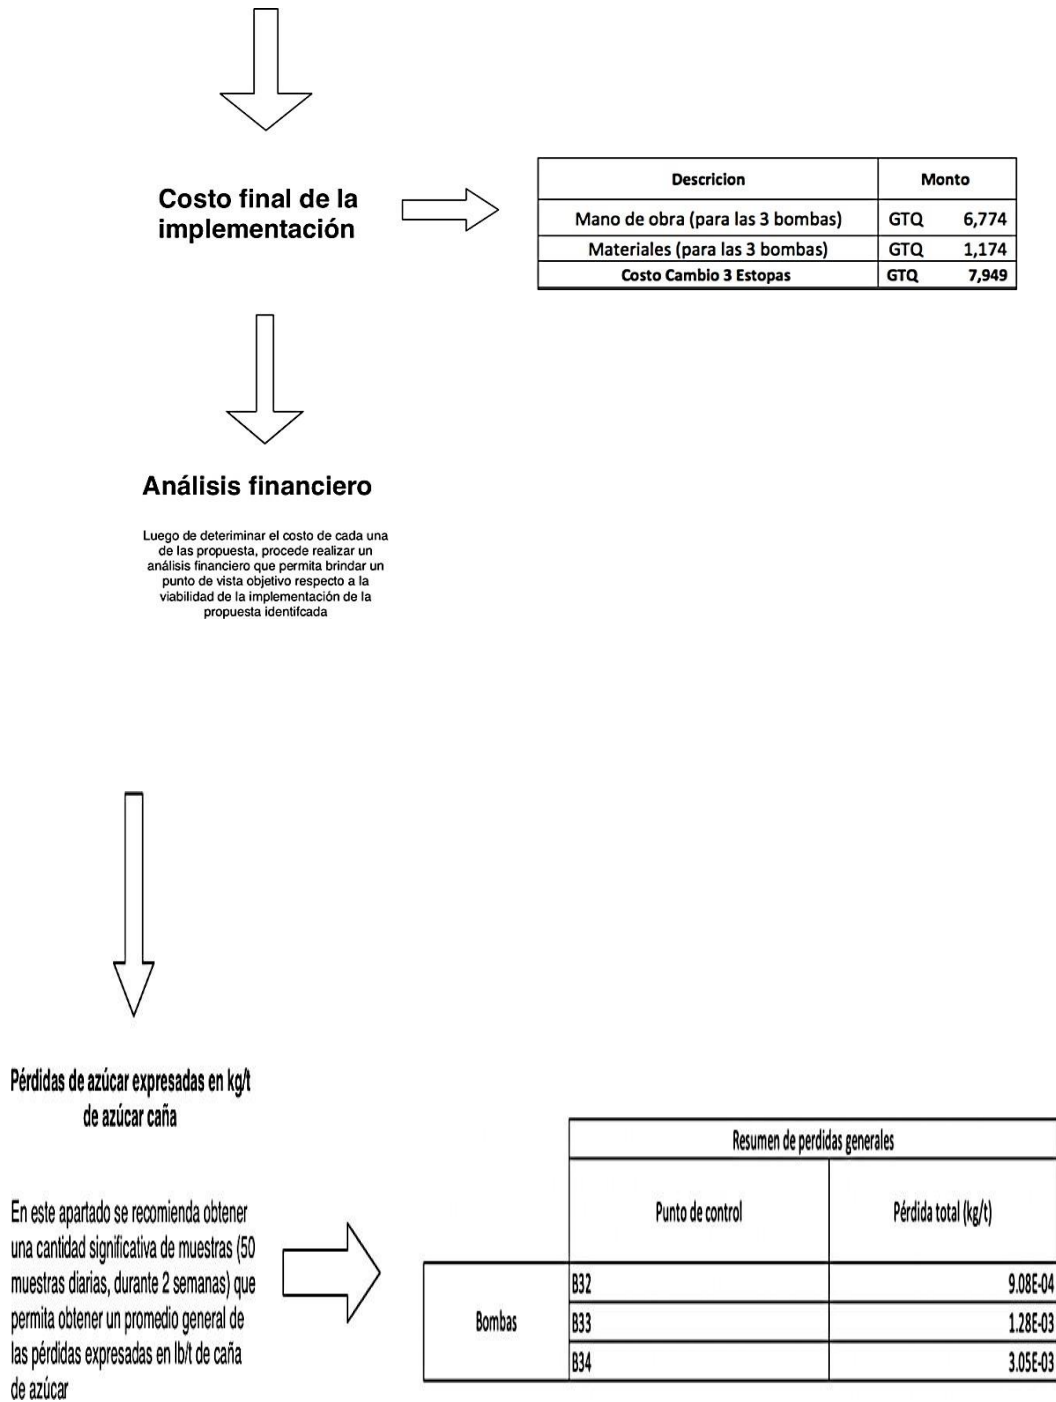 Costo final de la
implementación
Descricion Monto
Mano de obra (para las 3 bombas) GTQ 6,774
Materiales (para las 3 bombas) GTQ 1,174
Costo Cambio 3 Estopas GTQ 7,949
Análisis financiero
Luego de deteriminar el costo de cada una
de las propuesta, procede realizar un
análisis financiero que permita brindar un
punto de vista objetivo respecto a la
viabilidad de la implementación de la
propuesta identifcada
Pérdidas de azúcar expresadas en kg/t
de azúcar caña
En este apartado se recomienda obtener
una cantidad significativa de muestras (50
muestras diarias, durante 2 semanas) que
permita obtener un promedio general de
las pérdidas expresadas en lb/t de caña
de azúcar
Resumen de perdidas generales
Punto de control Pérdida total (kg/t)
Bombas
B32 9.08E-04
B33 1.28E-03
B34 3.05E-03